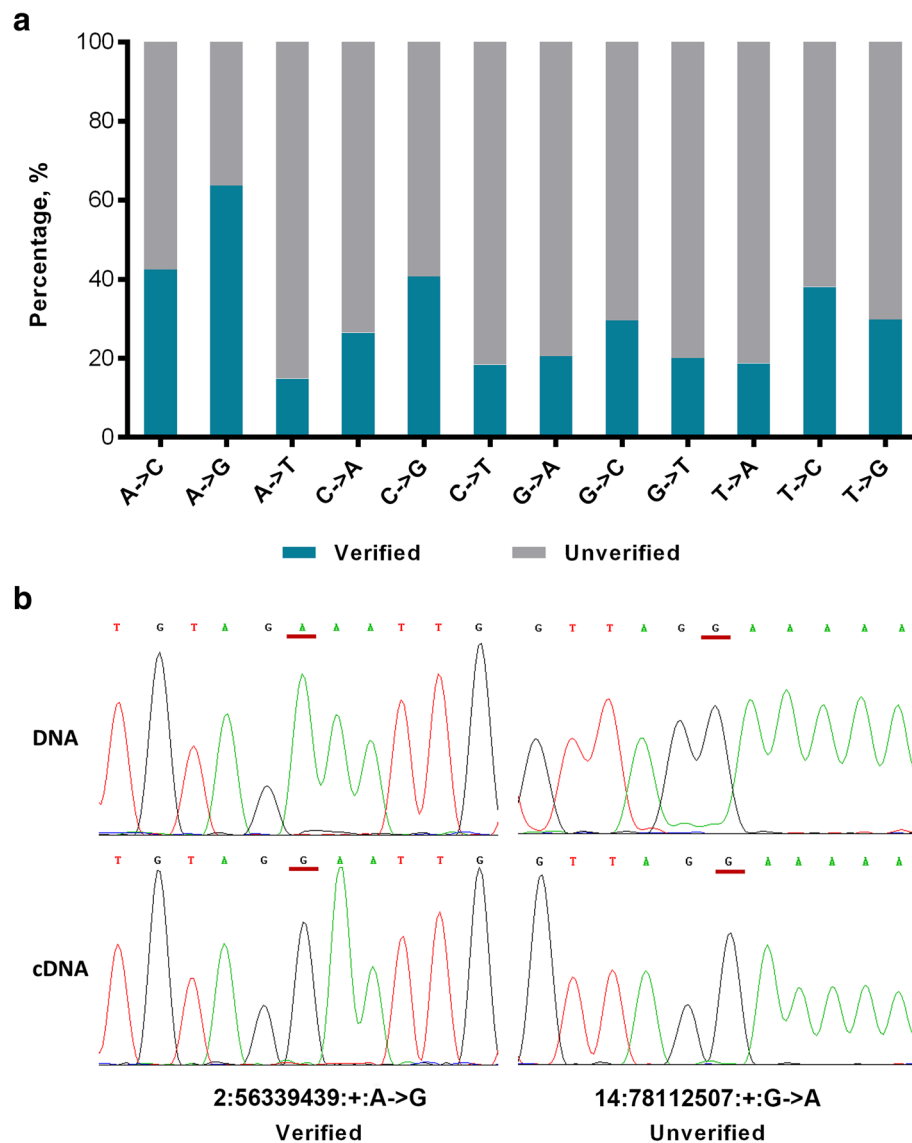 a
Percentage, %
100
80
60
40
20
0
A->C A->G A->T C->A C->G C->T G->A G->C G->T T->A T->C T->G
Verified Unverified
b
T G T A G A A A T T G G T T A G G A A A A A
DNA
T G T A G G A A T T G G T T A G G A A A A A
cDNA
2:56339439:+:A->G 14:78112507:+:G->A
Verified Unverified